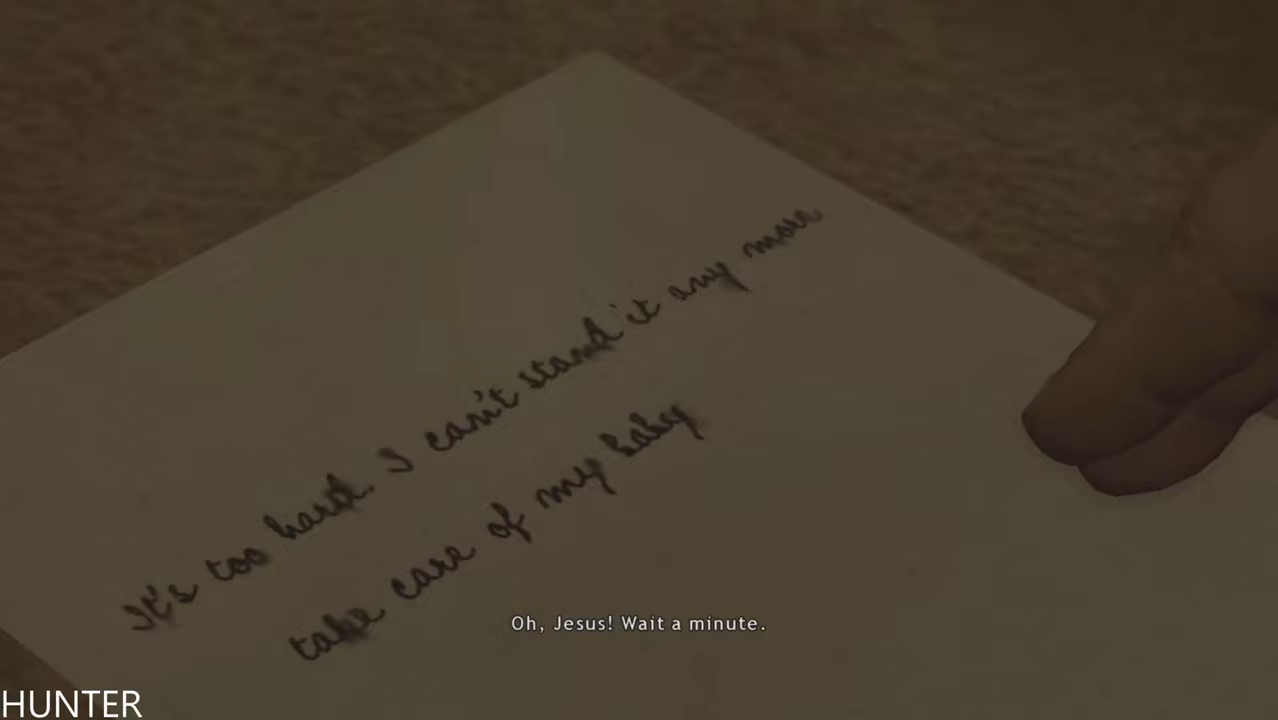 It's too hard. I can't stand it any more
take care of my baby
Oh, Jesus! Wait a minute.
HUNTER